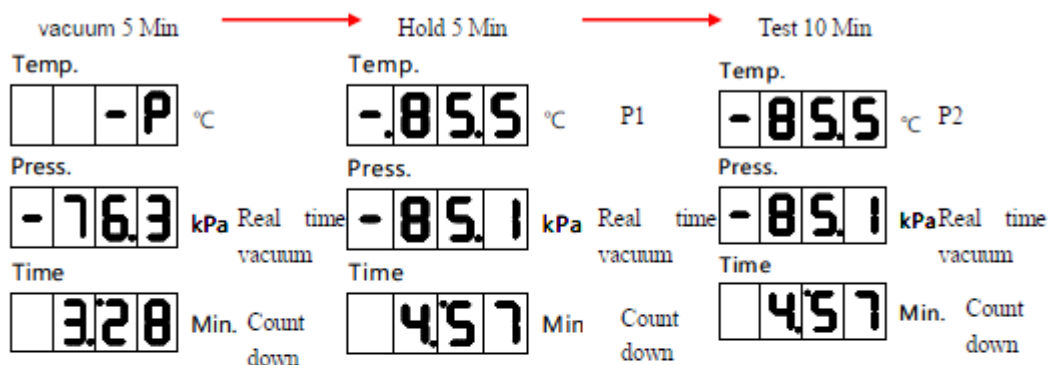 vacuum 5 Min
Hold 5 Min
Test 10 Min
Temp.
-P
°C
Temp.
-.85.5
°C
P1
Temp.
-85.5
°C
P2
Press.
-76.3
kPa
Real time
vacuum
Press.
-85.1
kPa
Real time
vacuum
Press.
-85.1
kPa
Real time
vacuum
Time
3:28
Min.
Count
down
Time
4:57
Min
Count
down
Time
4:57
Min.
Count
down